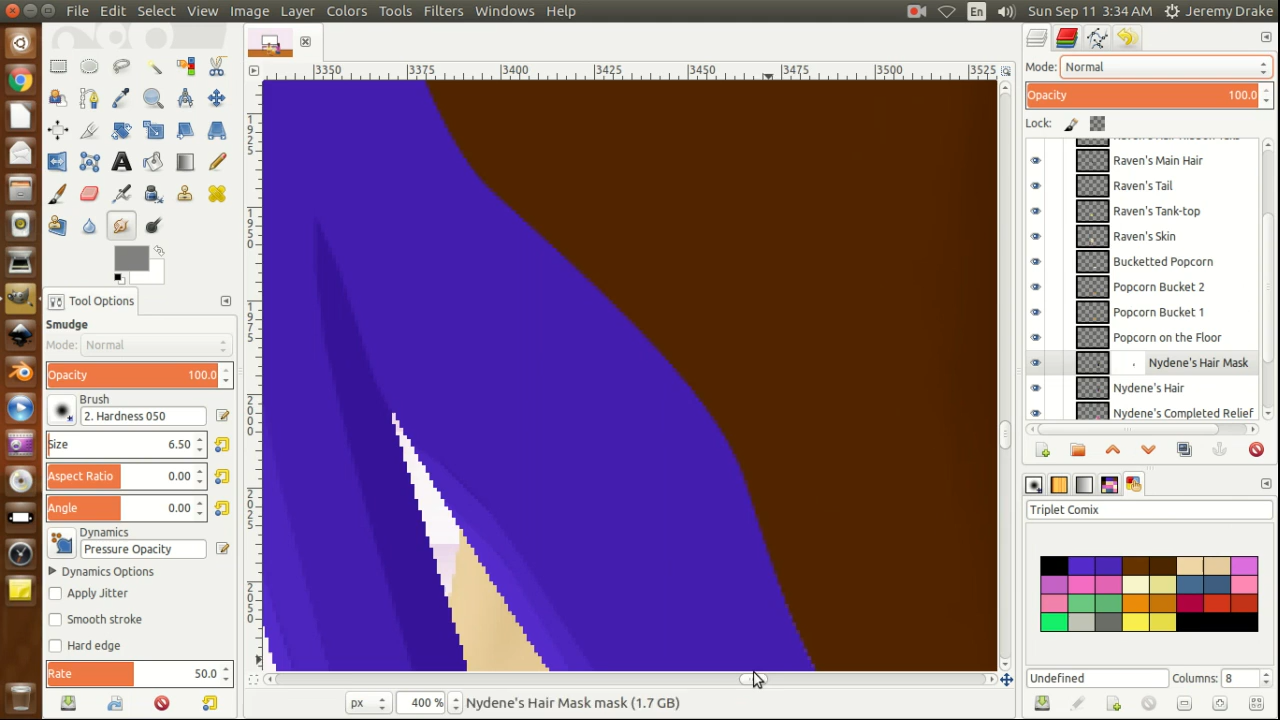 File Edit Select View Image Layer Colors Tools Filters Windows Help
En Sun Sep 11 3:34 AM Jeremy Drake
Mode: Normal
3350 3375 3400 3425 3450 3475 3500 3525
Opacity 100.0
Lock:
1925
1950
1975
2000
2025
2050
Raven's Main Hair
Raven's Tail
Raven's Tank-top
Raven's Skin
Bucketted Popcorn
Popcorn Bucket 2
Popcorn Bucket 1
Popcorn on the Floor
Nydene's Hair Mask
Nydene's Hair
Nydene's Completed Relief
Tool Options
Smudge
Mode: Normal
Opacity 100.0
Brush
2. Hardness 050
Size 6.50
Aspect Ratio 0.00
Angle 0.00
Dynamics
Pressure Opacity
Dynamics Options
Apply Jitter
Smooth stroke
Hard edge
Rate 50.0
Triplet Comix
Undefined Columns: 8
px 400 % Nydene's Hair Mask mask (1.7 GB)